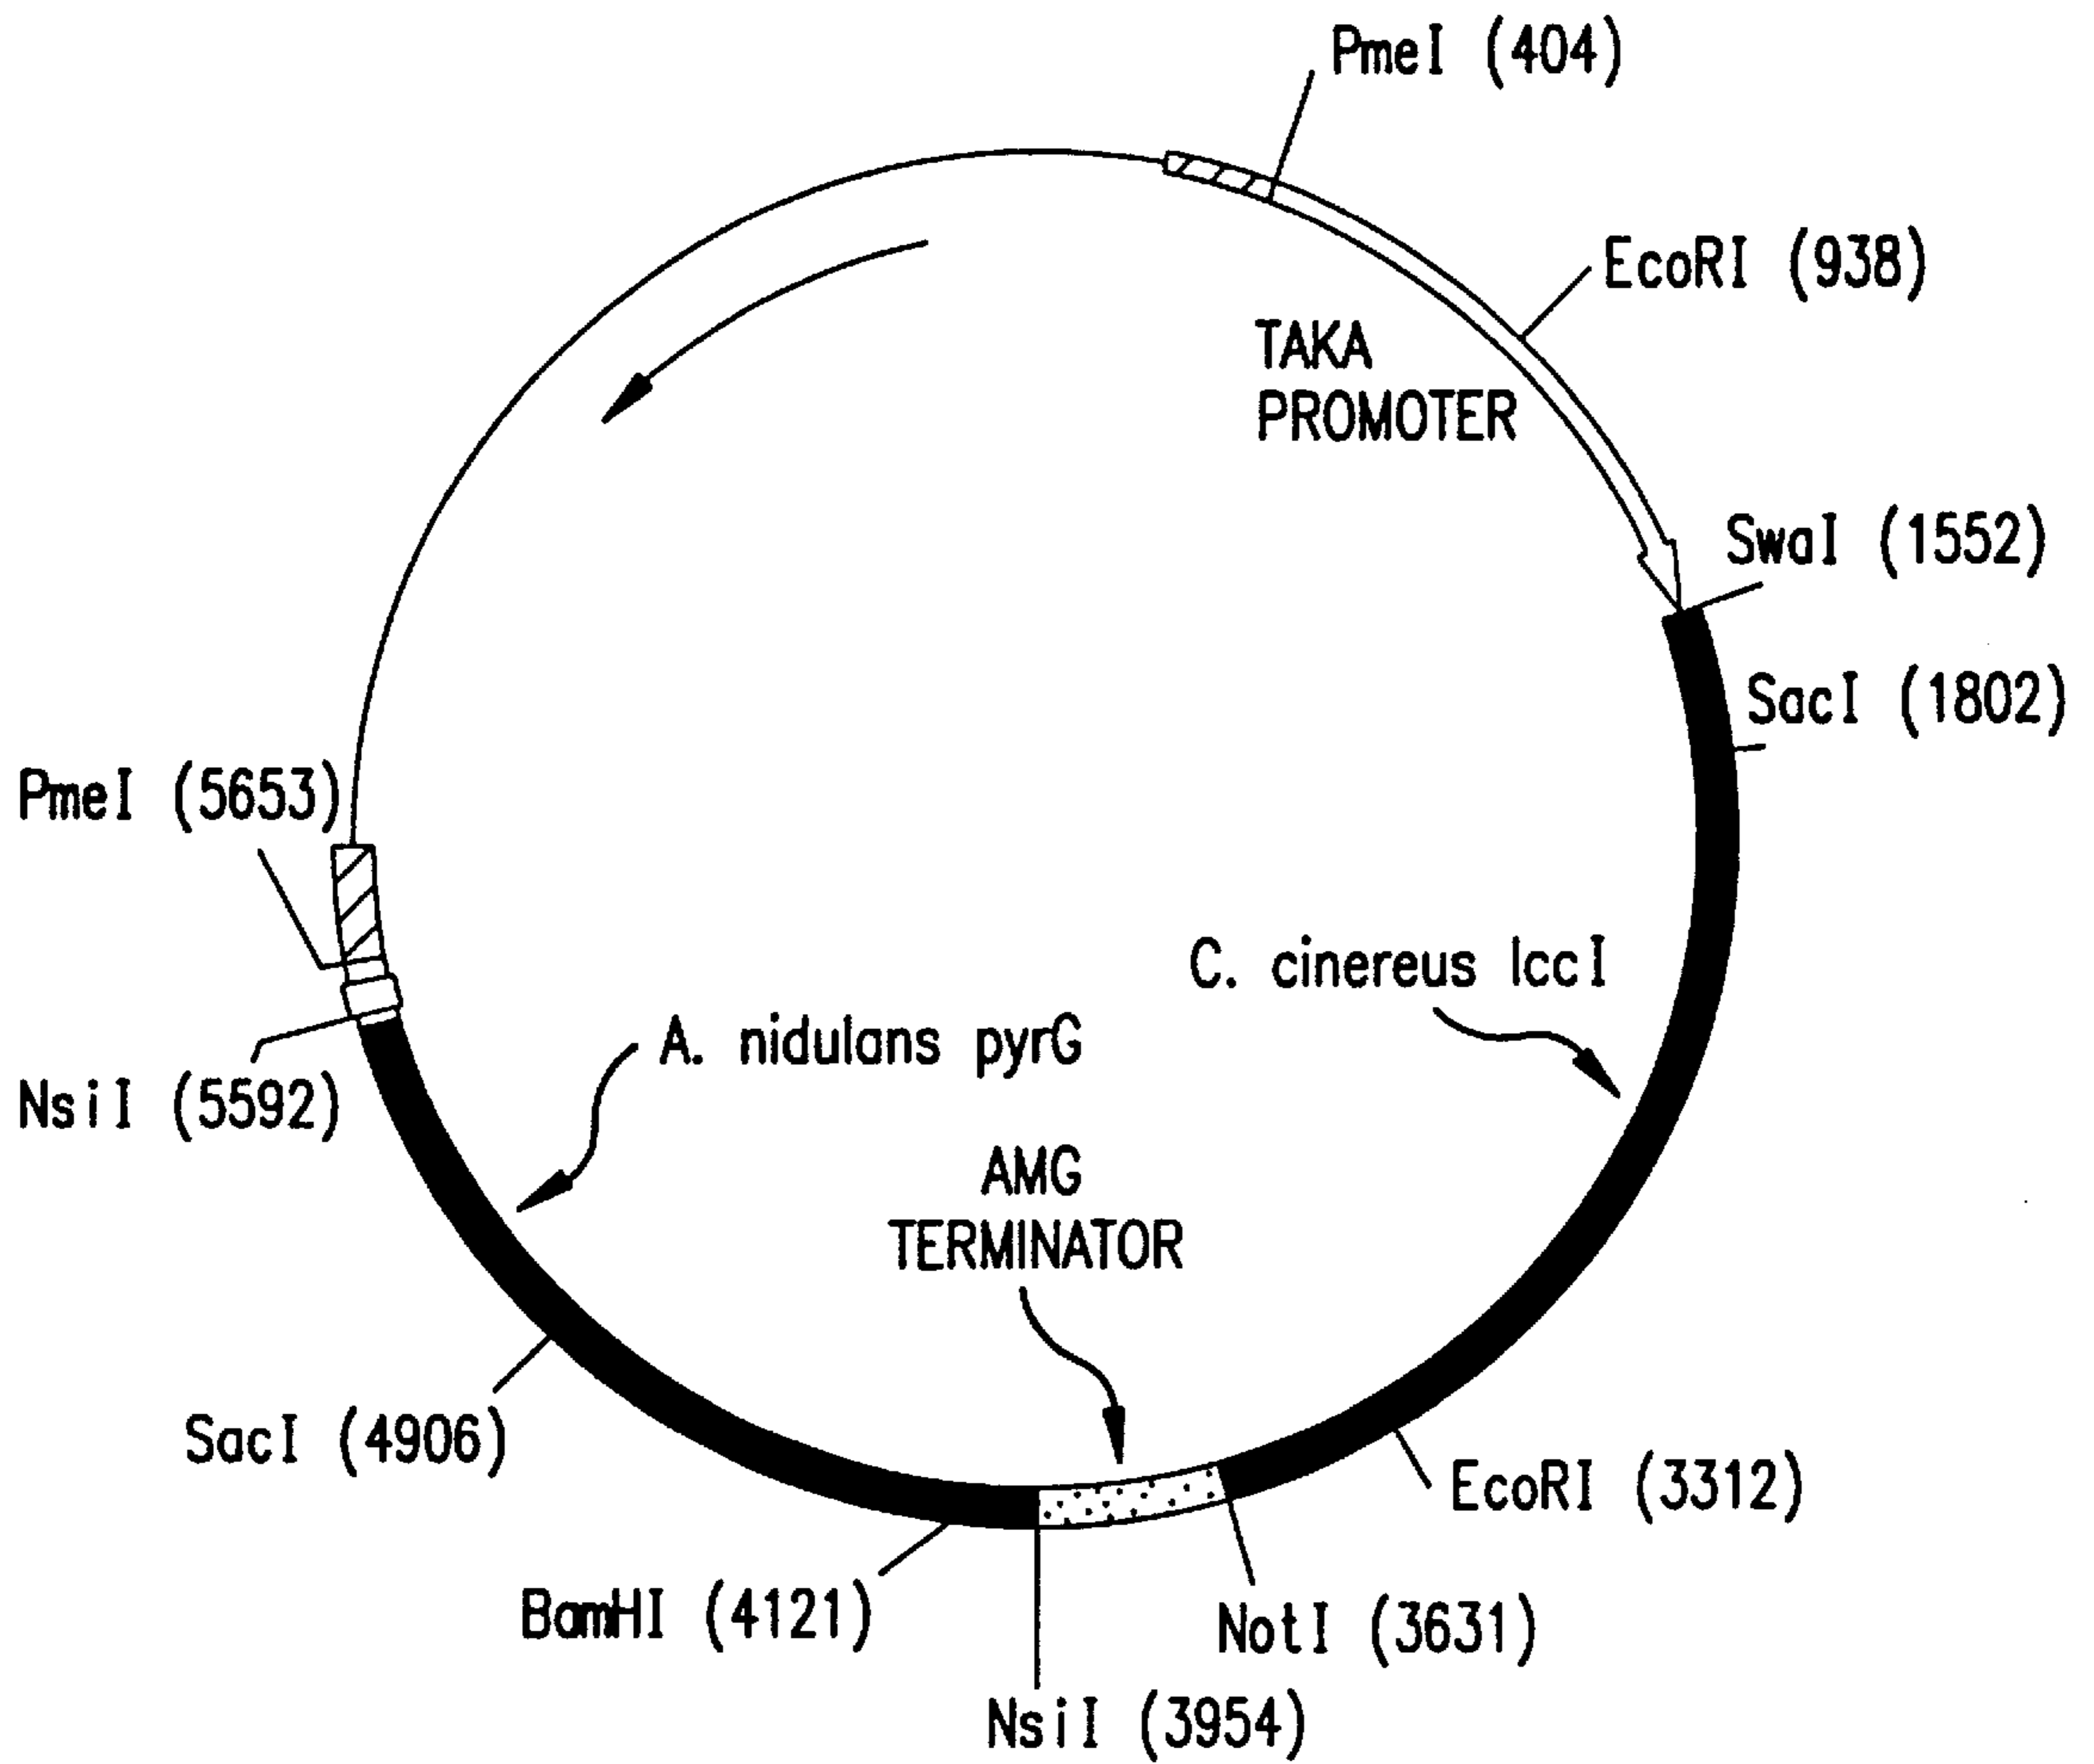 PmeI (404)
EcoRI (938)
TAKA
PROMOTER
SwaI (1552)
SacI (1802)
PmeI (5653)
C. cinereus lccI
A. nidulans pyrG
NsiI (5592)
AMG
TERMINATOR
SacI (4906)
EcoRI (3312)
BamHI (4121)
NotI (3631)
NsiI (3954)